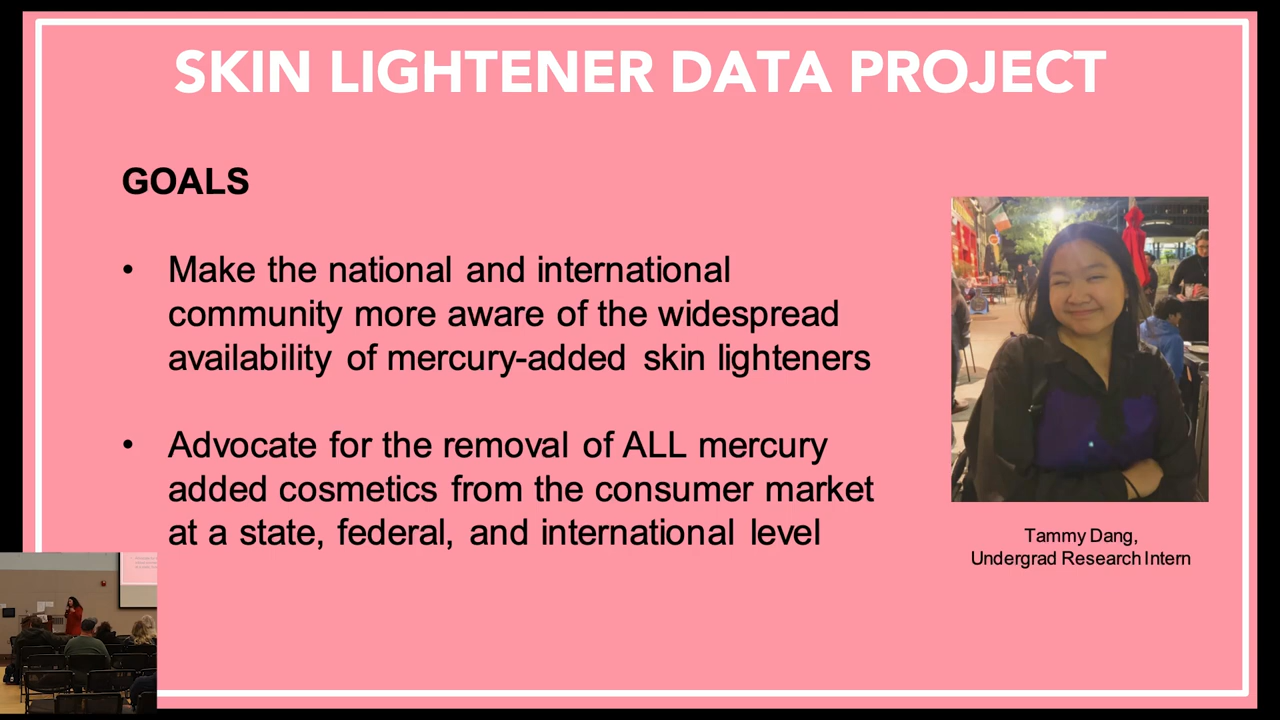 SKIN LIGHTENER DATA PROJECT
GOALS
• Make the national and international
community more aware of the widespread
availability of mercury-added skin lighteners
• Advocate for the removal of ALL mercury
added cosmetics from the consumer market
at a state, federal, and international level
Tammy Dang,
Undergrad Research Intern